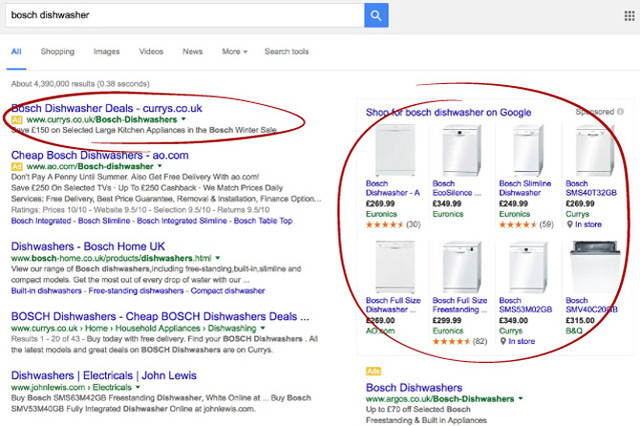 bosch dishwasher
All Shopping Images Videos News More Search tools
About 4,390,000 results (0.38 seconds)
Bosch Dishwasher Deals - currys.co.uk
Ad www.currys.co.uk/Bosch-Dishwashers
Save £150 on Selected Large Kitchen Appliances in the Bosch Winter Sale
Cheap Bosch Dishwashers - ao.com
Ad www.ao.com/Bosch-dishwasher
Don't Pay A Penny Until Summer. Also Get Free Delivery With ao.com!
Save £250 On Selected TVs - Up To £250 Cashback - We Match Prices Daily
Services: Free Delivery, Best Price Guarantee, Removal & Installation, Finance Option...
Ratings: Prices 10/10 - Website 9.5/10 - Selection 9.5/10 - Returns 9.5/10
Bosch Integrated - Bosch Integrated Slimline - Bosch Slimline - Bosch Table Top
Dishwashers - Bosch Home UK
www.bosch-home.co.uk/products/dishwashers.html
View our range of Bosch dishwashers,including free-standing,built-in,slimline and
compact models. Get the most out of every drop of water with our ...
Built-in dishwashers - Free-standing dishwashers - Compact dishwasher
BOSCH Dishwashers - Cheap BOSCH Dishwashers Deals ...
www.currys.co.uk › Home › Household Appliances › Dishwashing
Results 1 - 20 of 43 - Buy today with free delivery. Find your BOSCH Dishwashers . All
the latest models and great deals on BOSCH Dishwashers are on Currys.
Dishwashers | Electricals | John Lewis
www.johnlewis.com › Electricals
Buy Bosch SMS63M42GB Freestanding Dishwasher, White Online at ... Buy Bosch
SMV53M40GB Fully Integrated Dishwasher Online at johnlewis.com.
Shop for bosch dishwasher on Google Sponsored
Bosch Bosch Bosch Slimline Bosch
Dishwasher - A EcoSilence ... Dishwasher SMS40T32GB
£269.99 £349.99 £249.99 £269.99
Euronics Euronics Euronics Currys
(30) (59) In store
Bosch Full Size Bosch Full Size Bosch Bosch
Dishwasher ... Freestanding ... SMS53M02GB SMV40C20GB
£269.00 £299.99 £349.00 £315.00
AO.com Euronics Currys B&Q
(82) In store
Ads
Bosch Dishwashers
www.argos.co.uk/Bosch-Dishwashers
Up to £70 off Selected Bosch
Freestanding & Built in Appliances